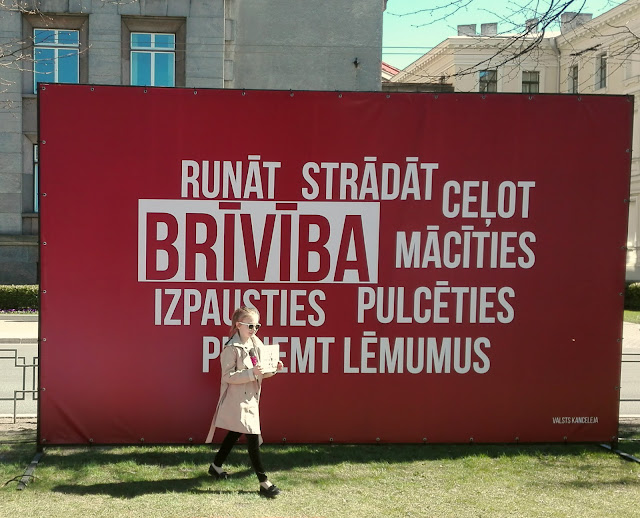 RUNĀT STRĀDĀT CEĻOT
BRĪVĪBA MĀCĪTIES
IZPAUSTIES PULCĒTIES
LĒMUMUS
VALSTS KANCELEJA